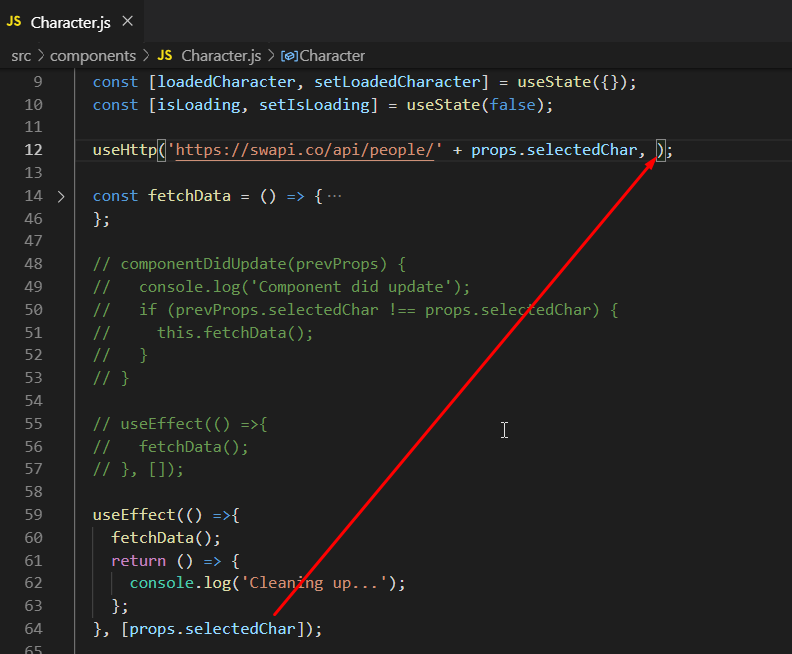 JS Character.js ×
src > components > JS Character.js > Character
9 const [loadedCharacter, setLoadedCharacter] = useState({});
10 const [isLoading, setIsLoading] = useState(false);
11
12 useHttp('https://swapi.co/api/people/' + props.selectedChar, );
13
14 > const fetchData = () => { ···
46 };
47
48 // componentDidUpdate(prevProps) {
49 //   console.log('Component did update');
50 //   if (prevProps.selectedChar !== props.selectedChar) {
51 //     this.fetchData();
52 //   }
53 // }
54
55 // useEffect(() =>{
56 //   fetchData();
57 // }, []);
58
59 useEffect(() =>{
60   fetchData();
61   return () => {
62     console.log('Cleaning up...');
63   };
64 }, [props.selectedChar]);
65